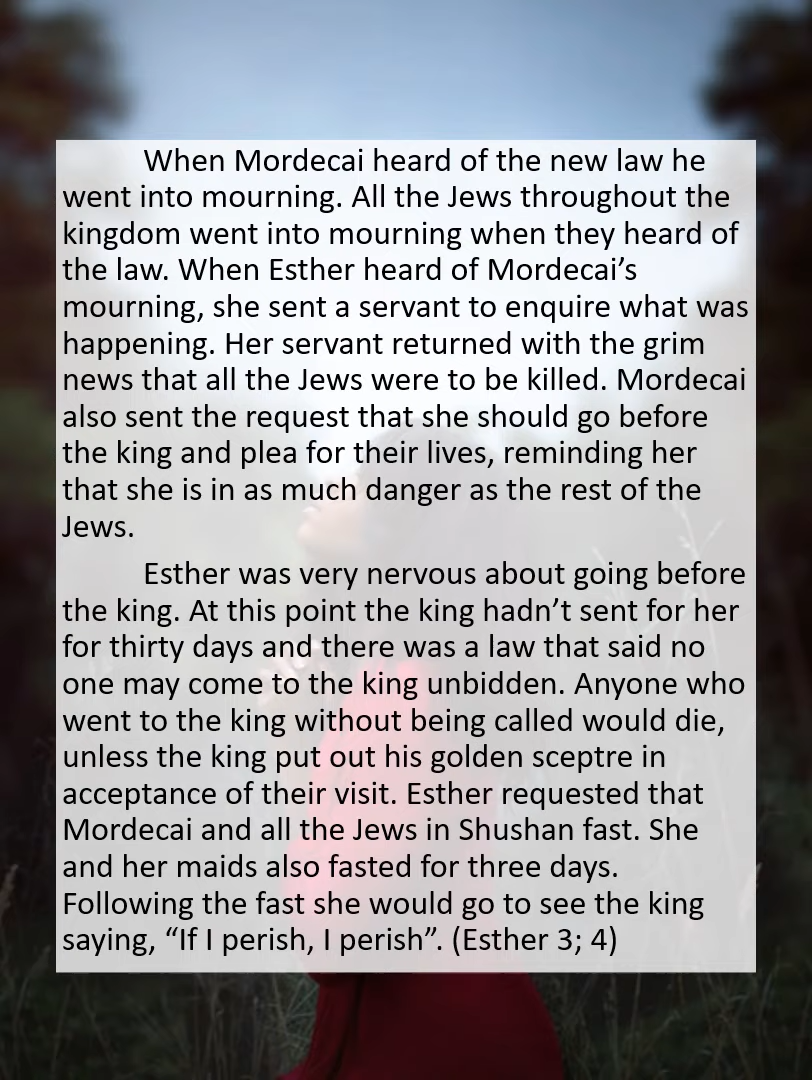 When Mordecai heard of the new law he
went into mourning. All the Jews throughout the
kingdom went into mourning when they heard of
the law. When Esther heard of Mordecai’s
mourning, she sent a servant to enquire what was
happening. Her servant returned with the grim
news that all the Jews were to be killed. Mordecai
also sent the request that she should go before
the king and plea for their lives, reminding her
that she is in as much danger as the rest of the
Jews.
Esther was very nervous about going before
the king. At this point the king hadn’t sent for her
for thirty days and there was a law that said no
one may come to the king unbidden. Anyone who
went to the king without being called would die,
unless the king put out his golden sceptre in
acceptance of their visit. Esther requested that
Mordecai and all the Jews in Shushan fast. She
and her maids also fasted for three days.
Following the fast she would go to see the king
saying, “If I perish, I perish”. (Esther 3; 4)